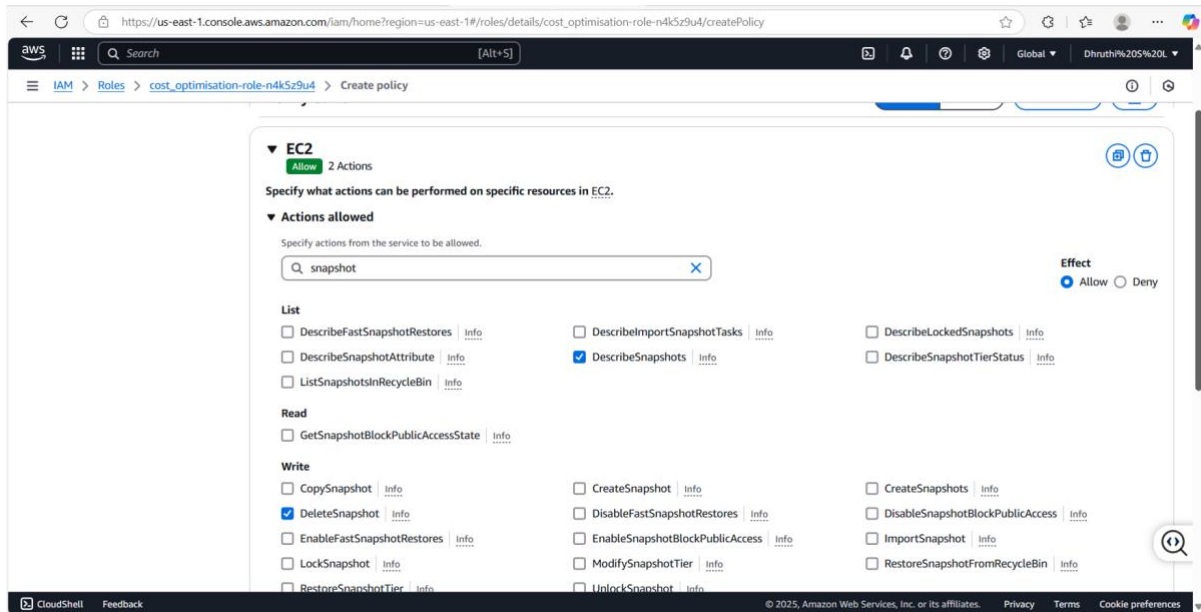 https://us-east-1.console.aws.amazon.com/iam/home?region=us-east-1#/roles/details/cost_optimisation-role-n4k5z9u4/createPolicy
aws Search [Alt+S] Global Dhruthi%20S%20L
IAM > Roles > cost_optimisation-role-n4k5z9u4 > Create policy
EC2
Allow 2 Actions
Specify what actions can be performed on specific resources in EC2.
Actions allowed
Specify actions from the service to be allowed.
snapshot
Effect
Allow Deny
List
DescribeFastSnapshotRestores Info DescribeImportSnapshotTasks Info DescribeLockedSnapshots Info
DescribeSnapshotAttribute Info DescribeSnapshots Info DescribeSnapshotTierStatus Info
ListSnapshotsInRecycleBin Info
Read
GetSnapshotBlockPublicAccessState Info
Write
CopySnapshot Info CreateSnapshot Info CreateSnapshots Info
DeleteSnapshot Info DisableFastSnapshotRestores Info DisableSnapshotBlockPublicAccess Info
EnableFastSnapshotRestores Info EnableSnapshotBlockPublicAccess Info ImportSnapshot Info
LockSnapshot Info ModifySnapshotTier Info RestoreSnapshotFromRecycleBin Info
RestoreSnapshotTier Info UnlockSnapshot Info
CloudShell Feedback © 2025, Amazon Web Services, Inc. or its affiliates. Privacy Terms Cookie preferences